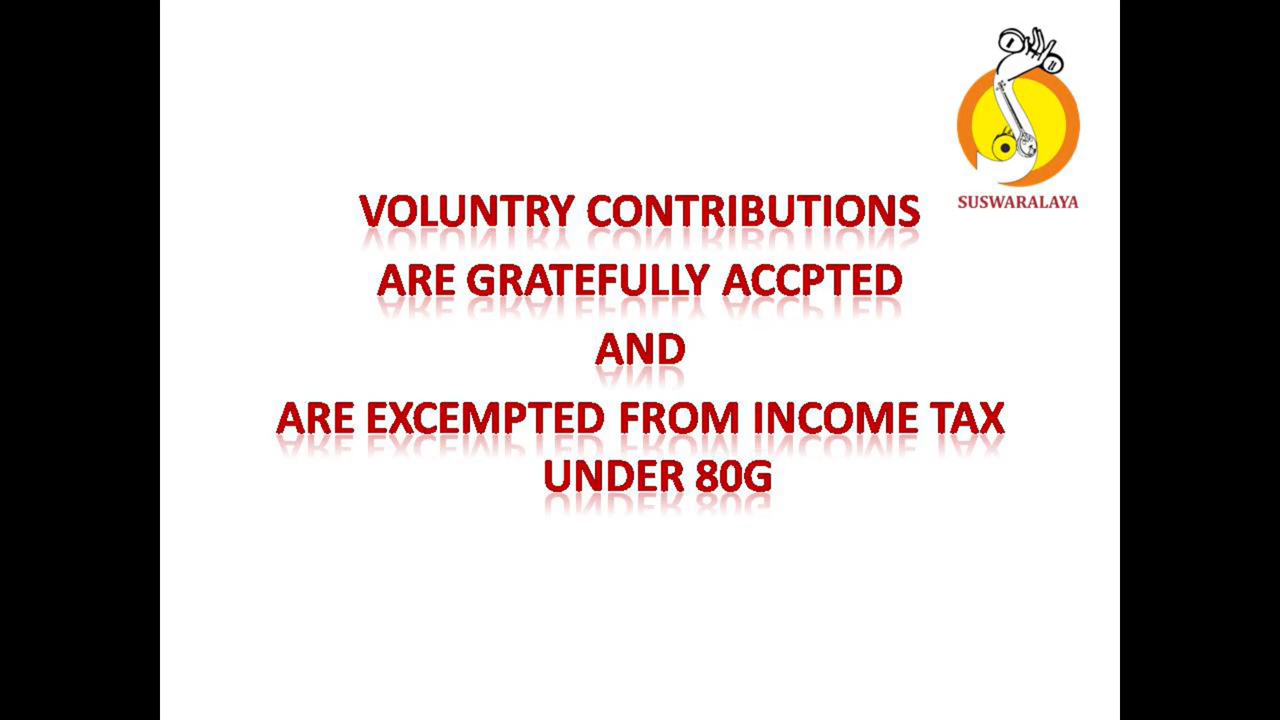 SUSWARALAYA
VOLUNTRY CONTRIBUTIONS
ARE GRATEFULLY ACCPTED
AND
ARE EXCEMPTED FROM INCOME TAX
UNDER 80G